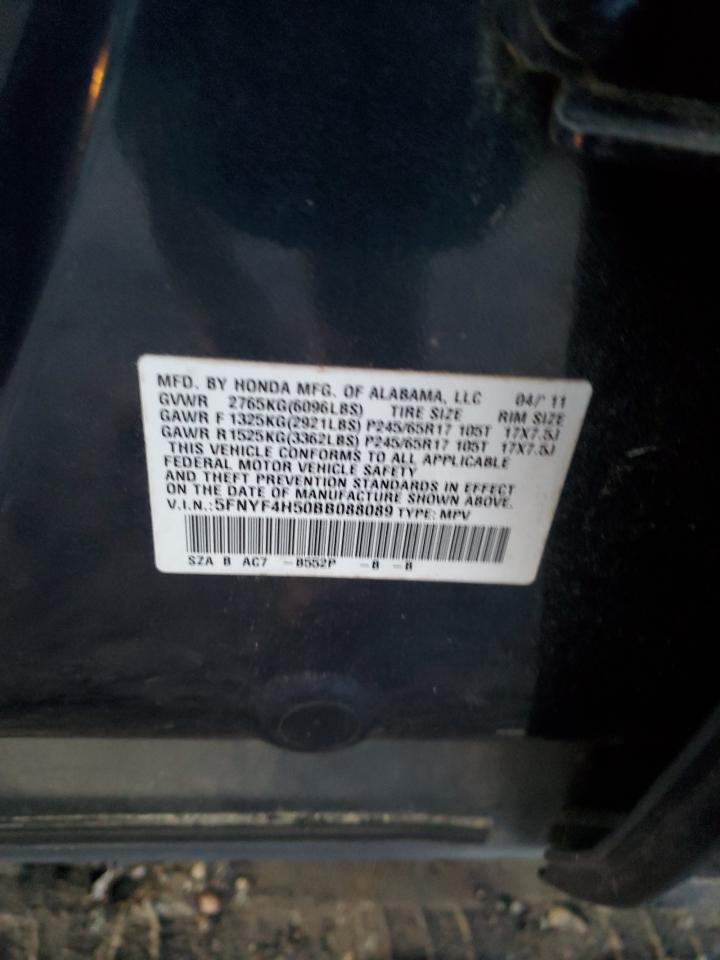 MFD. BY HONDA MFG. OF ALABAMA, LLC 04/'11
GVWR 2765KG(6096LBS) TIRE SIZE RIM SIZE
GAWR F 1325KG(2921LBS) P245/65R17 105T 17X7.5J
GAWR R1525KG(3362LBS) P245/65R17 105T 17X7.5J
THIS VEHICLE CONFORMS TO ALL APPLICABLE
FEDERAL MOTOR VEHICLE SAFETY
AND THEFT PREVENTION STANDARDS IN EFFECT
ON THE DATE OF MANUFACTURE SHOWN ABOVE.
V.I.N.:5FNYF4H50BB088089 TYPE: MPV
SZA B AC7 -B552P -B -B